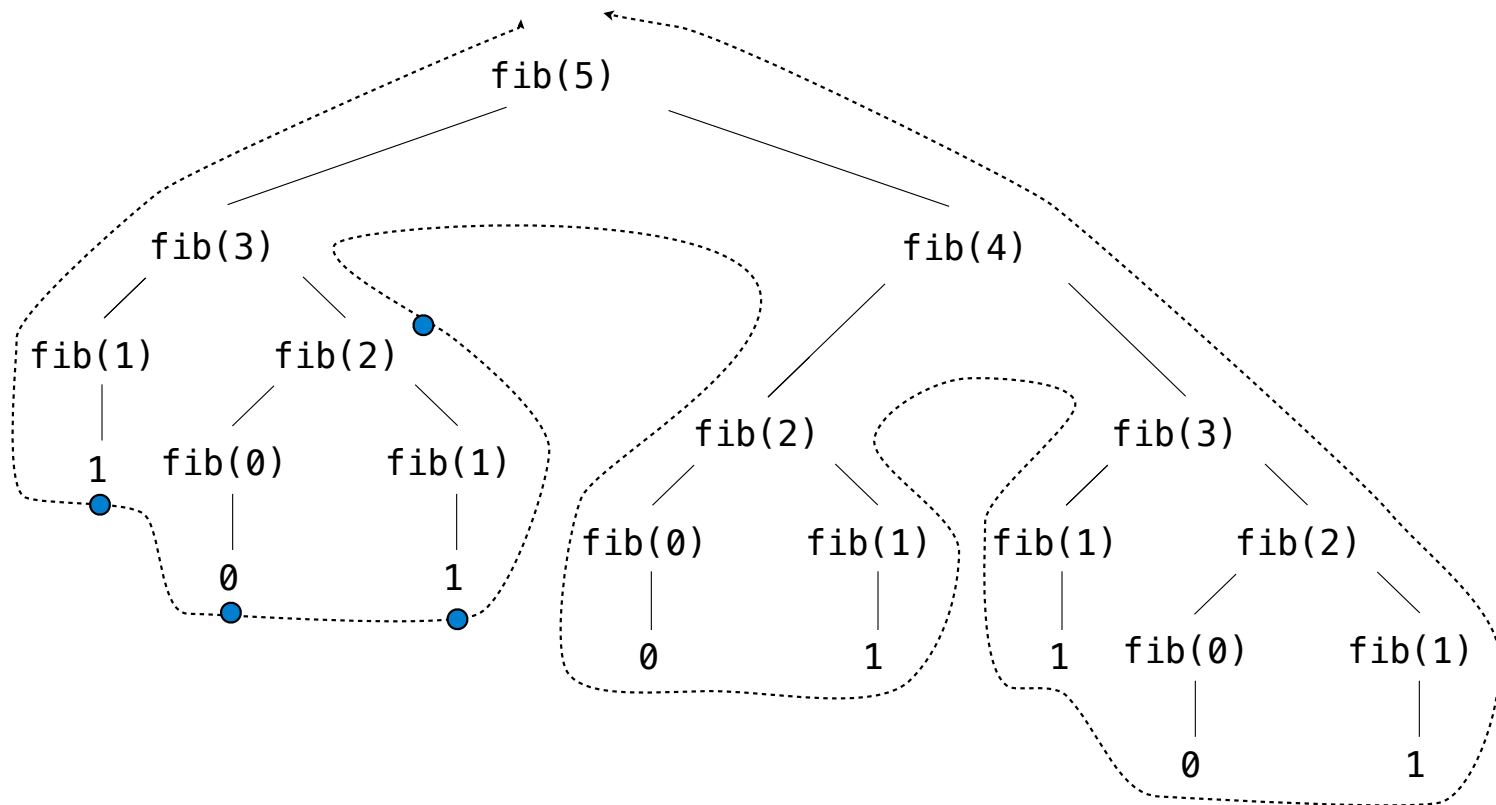 fib(5)
fib(3) fib(4)
fib(1) fib(2)
fib(2) fib(3)
1 fib(0) fib(1)
fib(0) fib(1) fib(1) fib(2)
0 1
0 1 1 fib(0) fib(1)
0 1